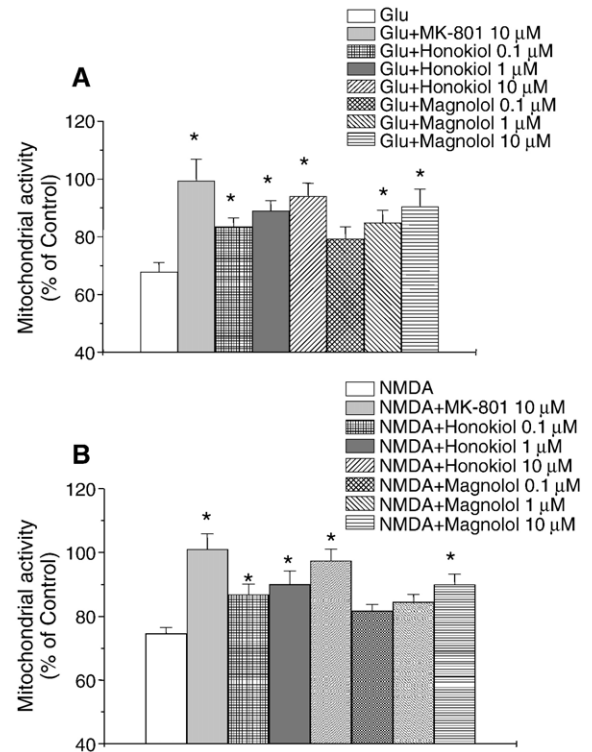 Glu
Glu+MK-801 10 μM
Glu+Honokiol 0.1 μM
Glu+Honokiol 1 μM
Glu+Honokiol 10 μM
Glu+Magnolol 0.1 μM
Glu+Magnolol 1 μM
Glu+Magnolol 10 μM
A
Mitochondrial activity
(% of Control)
120
100
80
60
40
* * * * * *
NMDA
NMDA+MK-801 10 μM
NMDA+Honokiol 0.1 μM
NMDA+Honokiol 1 μM
NMDA+Honokiol 10 μM
NMDA+Magnolol 0.1 μM
NMDA+Magnolol 1 μM
NMDA+Magnolol 10 μM
B
Mitochondrial activity
(% of Control)
120
100
80
60
40
* * * * *